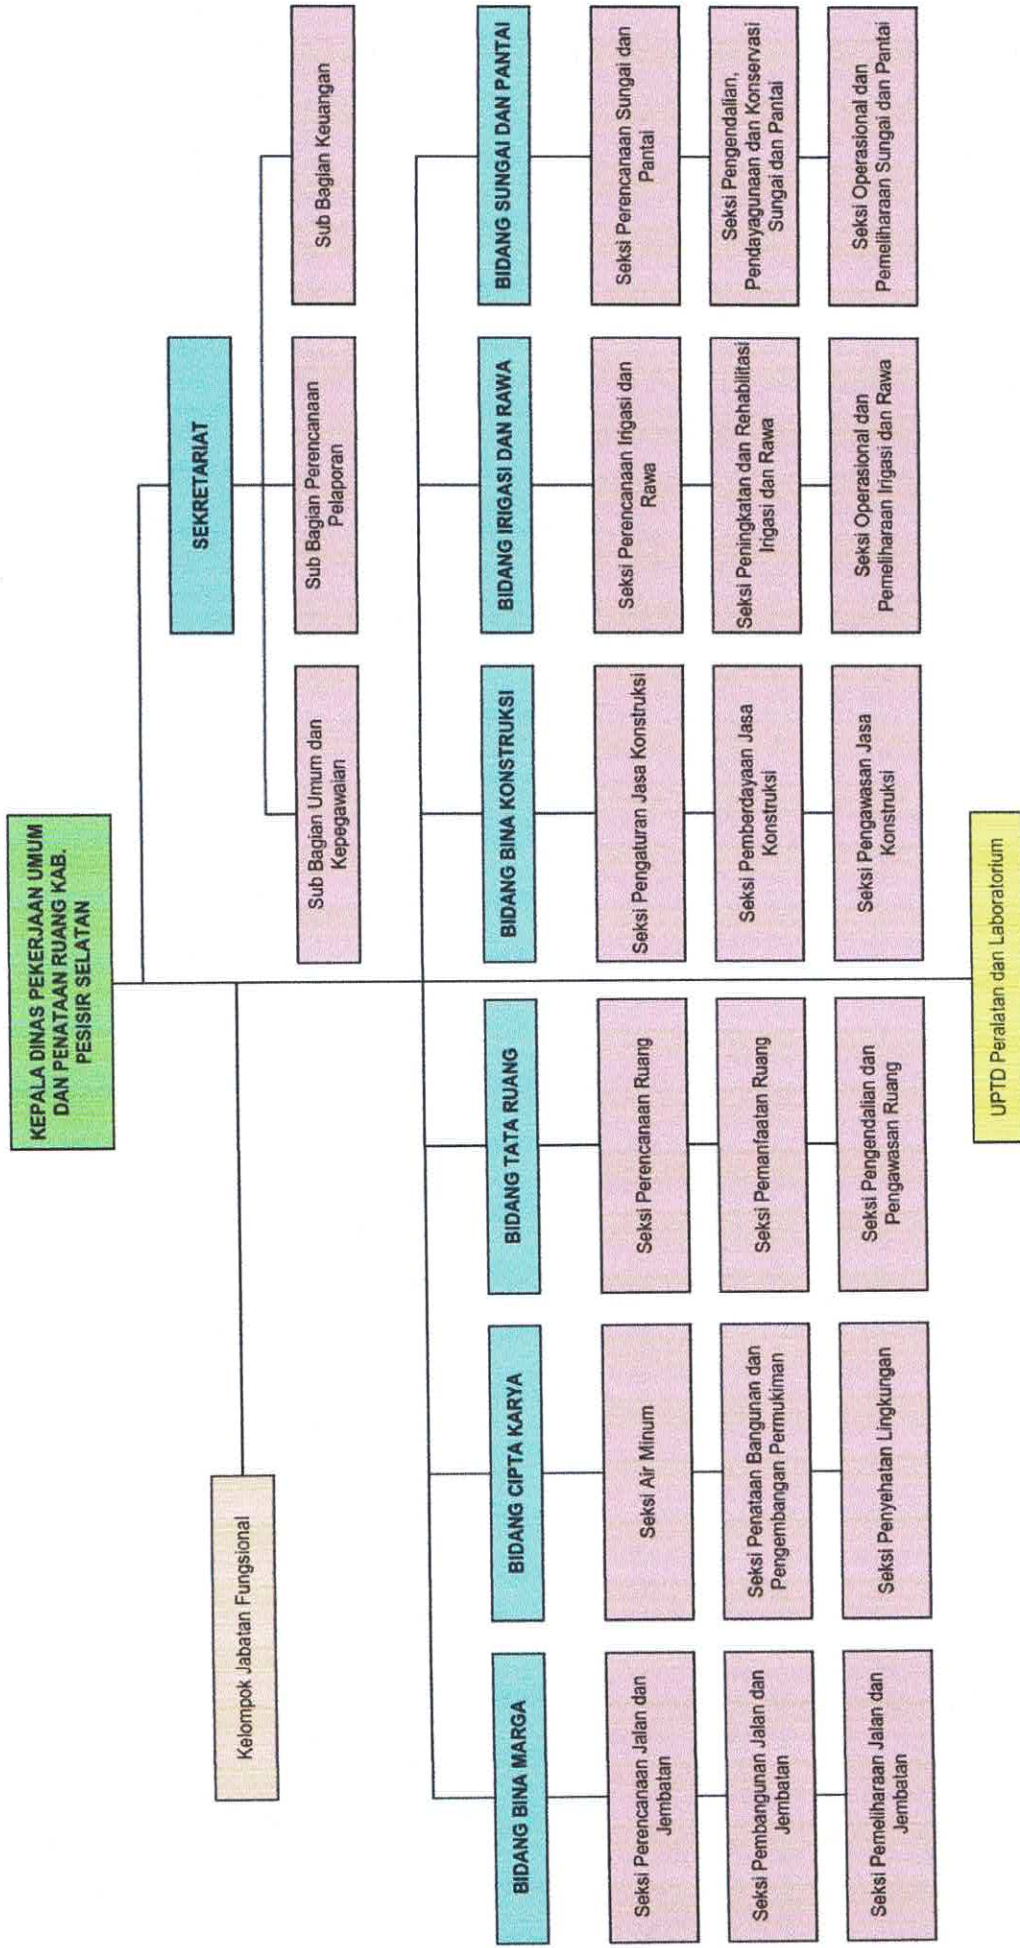 KEPALA DINAS PEKERJAAN UMUM
DAN PENATAAN RUANG KAB.
PESISIR SELATAN
Kelompok Jabatan Fungsional
SEKRETARIAT
Sub Bagian Umum dan
Kepegawaian
Sub Bagian Perencanaan
Pelaporan
Sub Bagian Keuangan
BIDANG BINA MARGA
Seksi Perencanaan Jalan dan
Jembatan
Seksi Pembangunan Jalan dan
Jembatan
Seksi Pemeliharaan Jalan dan
Jembatan
BIDANG CIPTA KARYA
Seksi Air Minum
Seksi Penataan Bangunan dan
Pengembangan Permukiman
Seksi Penyehatan Lingkungan
BIDANG TATA RUANG
Seksi Perencanaan Ruang
Seksi Pemanfaatan Ruang
Seksi Pengendalian dan
Pengawasan Ruang
BIDANG BINA KONSTRUKSI
Seksi Pengaturan Jasa Konstruksi
Seksi Pemberdayaan Jasa
Konstruksi
Seksi Pengawasan Jasa
Konstruksi
BIDANG IRIGASI DAN RAWA
Seksi Perencanaan Irigasi dan
Rawa
Seksi Peningkatan dan Rehabilitasi
Irigasi dan Rawa
Seksi Operasional dan
Pemeliharaan Irigasi dan Rawa
BIDANG SUNGAI DAN PANTAI
Seksi Perencanaan Sungai dan
Pantai
Seksi Pengendalian,
Pendayagunaan dan Konservasi
Sungai dan Pantai
Seksi Operasional dan
Pemeliharaan Sungai dan Pantai
UPTD Peralatan dan Laboratorium